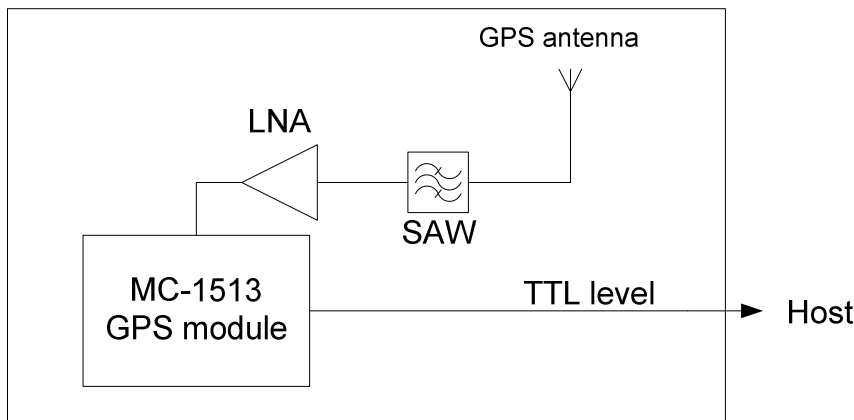 GPS antenna
LNA
SAW
MC-1513
GPS module
TTL level
Host